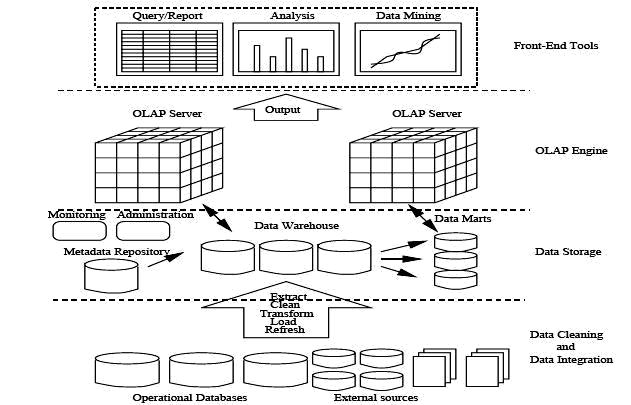 Query/Report
Analysis
Data Mining
Front-End Tools
Output
OLAP Server
OLAP Server
OLAP Engine
Monitoring
Administration
Data Warehouse
Data Marts
Metadata Repository
Data Storage
Extract
Clean
Transform
Load
Refresh
Data Cleaning
and
Data Integration
Operational Databases
External sources